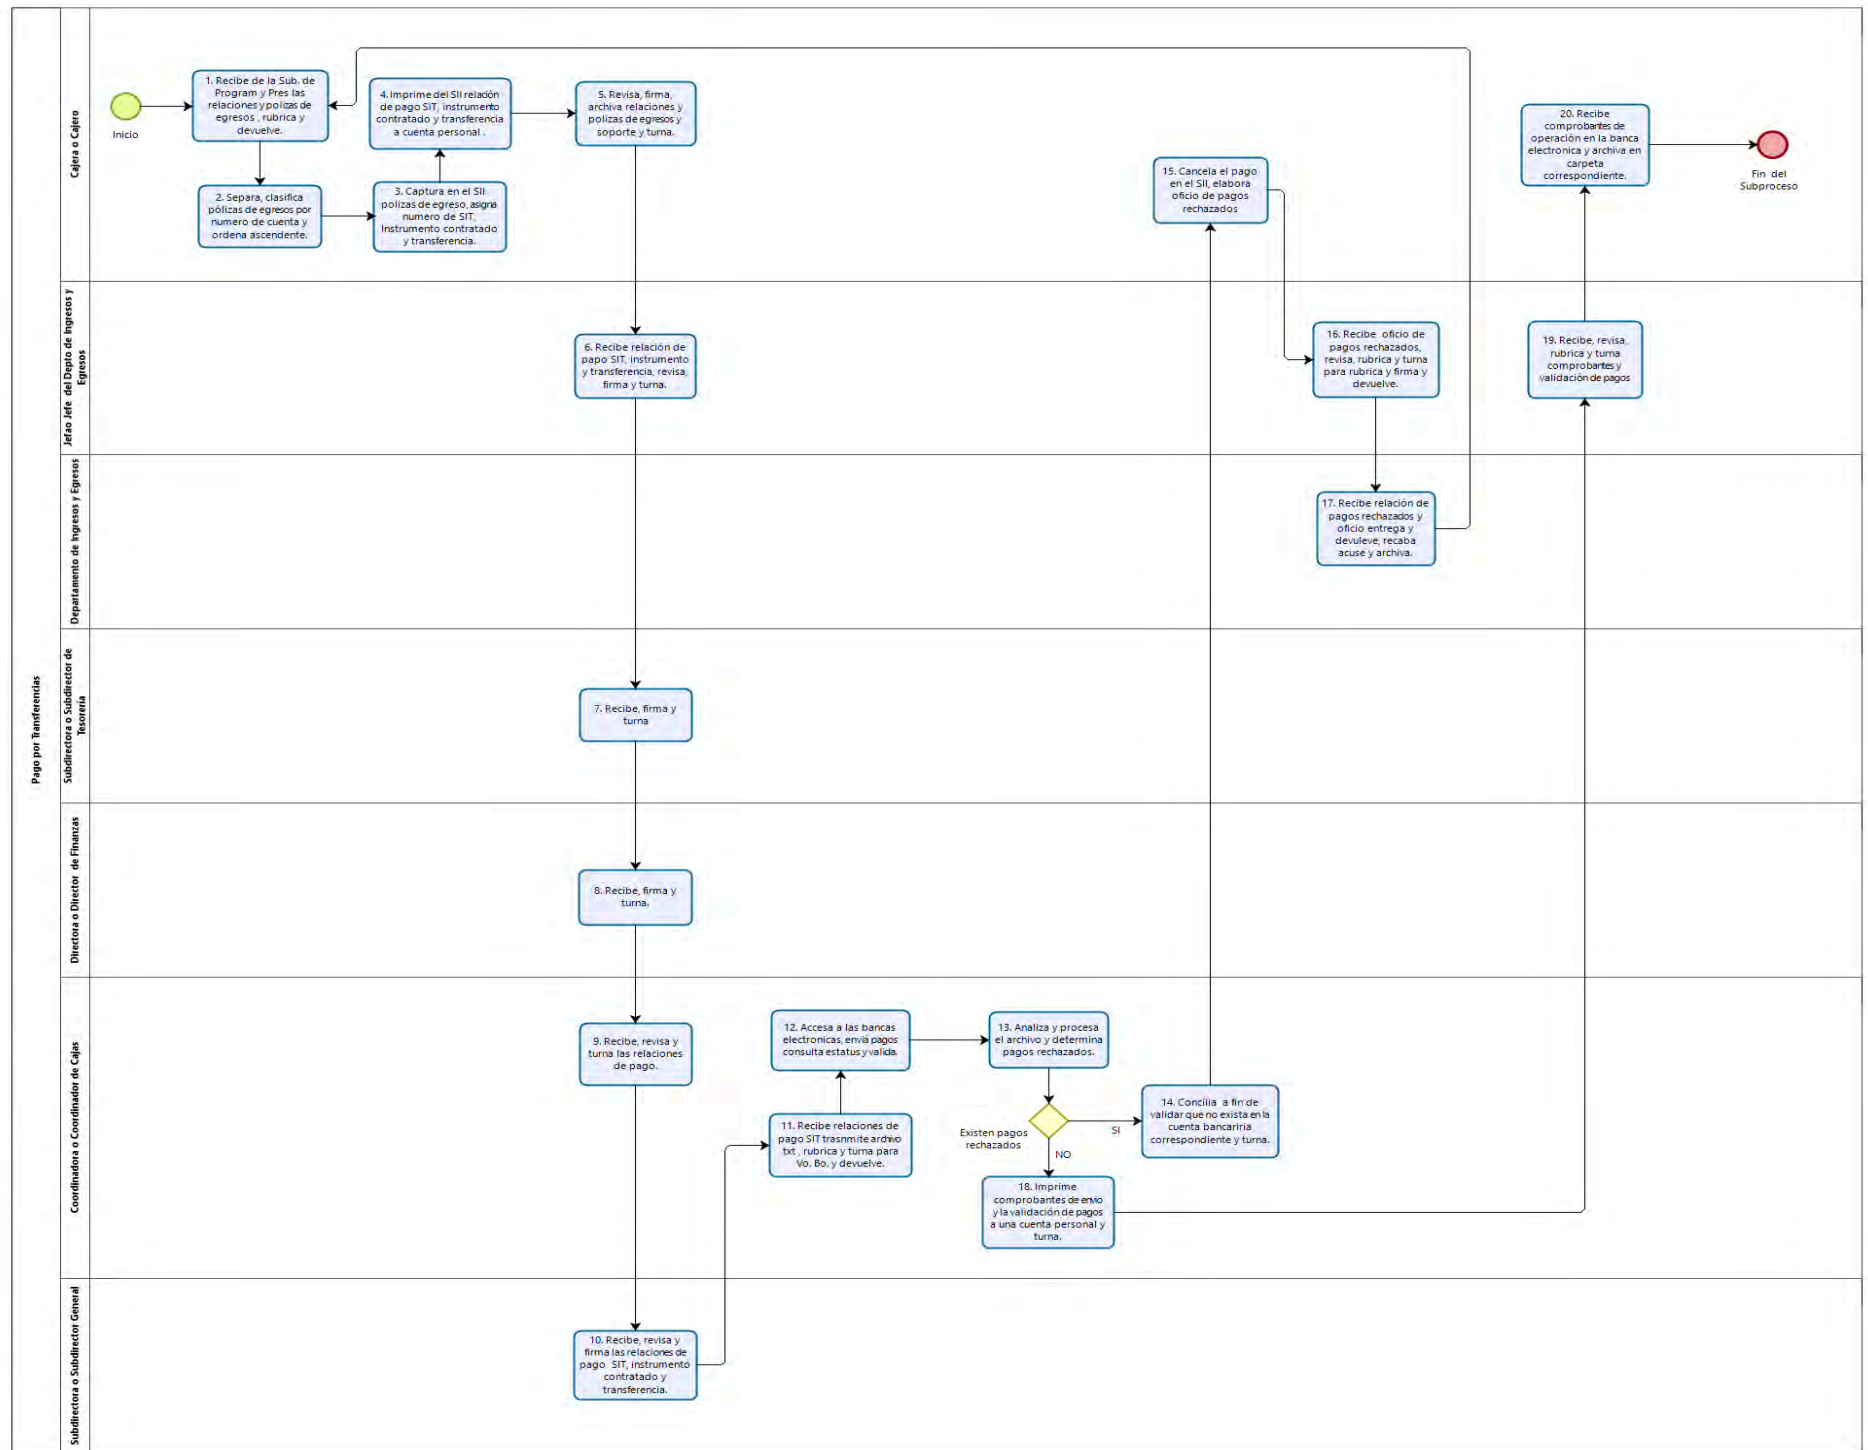 Pago por Transferencias
Cajera o Cajero
Inicio
1. Recibe de la Sub. de
Program y Pres las
relaciones y polizas de
egresos , rubrica y
devuelve.
2. Separa, clasifica
pólizas de egresos por
numero de cuenta y
ordena ascendente.
3. Captura en el SII
polizas de egreso, asigna
numero de SIT,
Instrumento contratado
y transferencia.
4. Imprime del SII relación
de pago SIT, instrumento
contratado y transferencia
a cuenta personal .
5. Revisa, firma,
archiva relaciones y
polizas de egresos y
soporte y turna.
15. Cancela el pago
en el SII, elabora
oficio de pagos
rechazados
20. Recibe
comprobantes de
operación en la banca
electronica y archiva en
carpeta
correspondiente.
Fin del
Subproceso
Jefao Jefe del Depto de Ingresos y
Egresos
6. Recibe relación de
papo SIT, instrumento
y transferencia, revisa,
firma y turna.
16. Recibe oficio de
pagos rechazados,
revisa, rubrica y turna
para rubrica y firma y
devuelve.
19. Recibe, revisa,
rubrica y turna
comprobantes y
validación de pagos
Departamento de Ingresos y Egresos
17. Recibe relación de
pagos rechazados y
oficio entrega y
devuleve, recaba
acuse y archiva.
Subdirectora o Subdirector de
Tesorería
7. Recibe, firma y
turna
Directora o Director de Finanzas
8. Recibe, firma y
turna.
Coordinadora o Coordinador de Cajas
9. Recibe, revisa y
turna las relaciones
de pago.
12. Accesa a las bancas
electronicas, envia pagos
consulta estatus y valida.
13. Analiza y procesa
el archivo y determina
pagos rechazados.
11. Recibe relaciones de
pago SIT trasnmite archivo
txt , rubrica y turna para
Vo. Bo. y devuelve.
Existen pagos
rechazados
SI
NO
14. Concilia a fin de
validar que no exista en la
cuenta bancariria
correspondiente y turna.
18. Imprime
comprobantes de envio
y la validación de pagos
a una cuenta personal y
turna.
Subdirectora o Subdirector General
10. Recibe, revisa y
firma las relaciones de
pago SIT, instrumento
contratado y
transferencia.